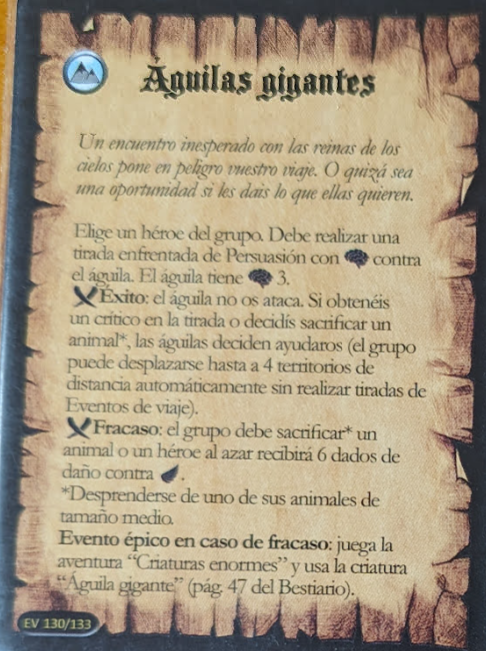 Águilas gigantes
Un encuentro inesperado con las reinas de los
cielos pone en peligro vuestro viaje. O quizá sea
una oportunidad si les dais lo que ellas quieren.
Elige un héroe del grupo. Debe realizar una
tirada enfrentada de Persuasión con contra
el águila. El águila tiene 3.
Éxito: el águila no os ataca. Si obtenéis
un crítico en la tirada o decidís sacrificar un
animal*, las águilas deciden ayudaros (el grupo
puede desplazarse hasta a 4 territorios de
distancia automáticamente sin realizar tiradas de
Eventos de viaje).
Fracaso: el grupo debe sacrificar* un
animal o un héroe al azar recibirá 6 dados de
daño contra .
*Desprenderse de uno de sus animales de
tamaño medio.
Evento épico en caso de fracaso: juega la
aventura “Criaturas enormes” y usa la criatura
“Águila gigante” (pág. 47 del Bestiario).
EV 130/133